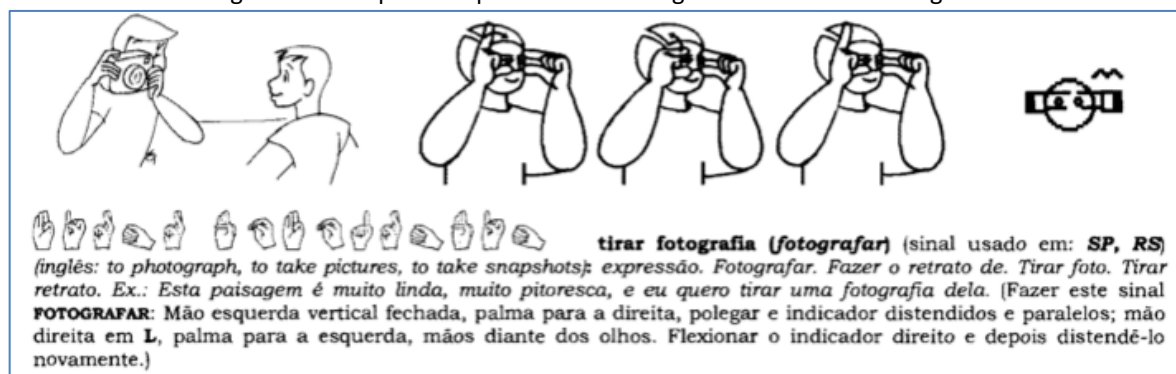 tirar fotografia (fotografar) (sinal usado em: SP, RS)
(inglês: to photograph, to take pictures, to take snapshots): expressão. Fotografar. Fazer o retrato de. Tirar foto. Tirar
retrato. Ex.: Esta paisagem é muito linda, muito pitoresca, e eu quero tirar uma fotografia dela. (Fazer este sinal
FOTOGRAFAR: Mão esquerda vertical fechada, palma para a direita, polegar e indicador distendidos e paralelos; mão
direita em L, palma para a esquerda, mãos diante dos olhos. Flexionar o indicador direito e depois distendê-lo
novamente.)